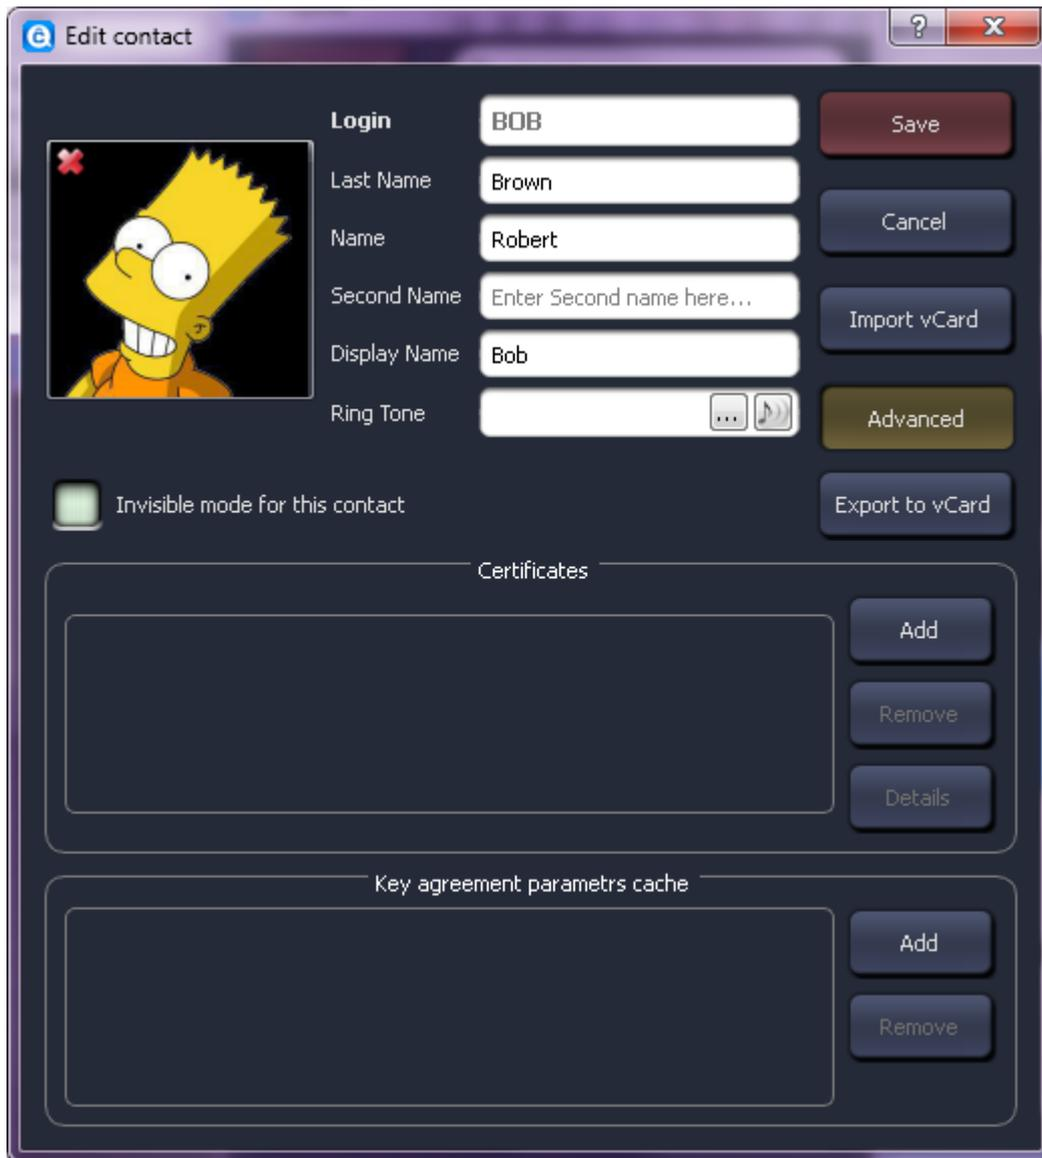 Edit contact
Login BOB Save
Last Name Brown
Name Robert Cancel
Second Name Enter Second name here...
Import vCard
Display Name Bob
Ring Tone ... Advanced
Invisible mode for this contact Export to vCard
Certificates
Add
Remove
Details
Key agreement parametrs cache
Add
Remove